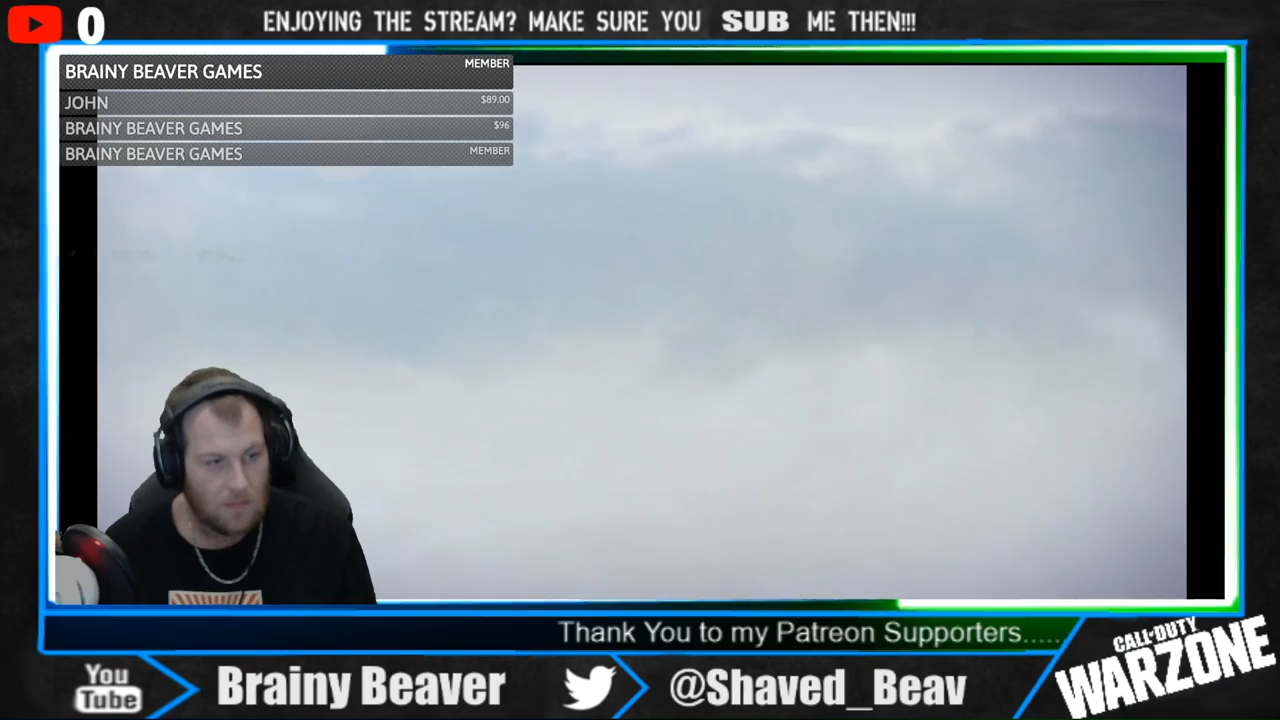 0
ENJOYING THE STREAM? MAKE SURE YOU SUB ME THEN!!!
BRAINY BEAVER GAMES MEMBER
JOHN $89.00
BRAINY BEAVER GAMES $96
BRAINY BEAVER GAMES MEMBER
Thank You to my Patreon Supporters.....
You
Tube
Brainy Beaver
@Shaved_Beav
CALL OF DUTY
WARZONE